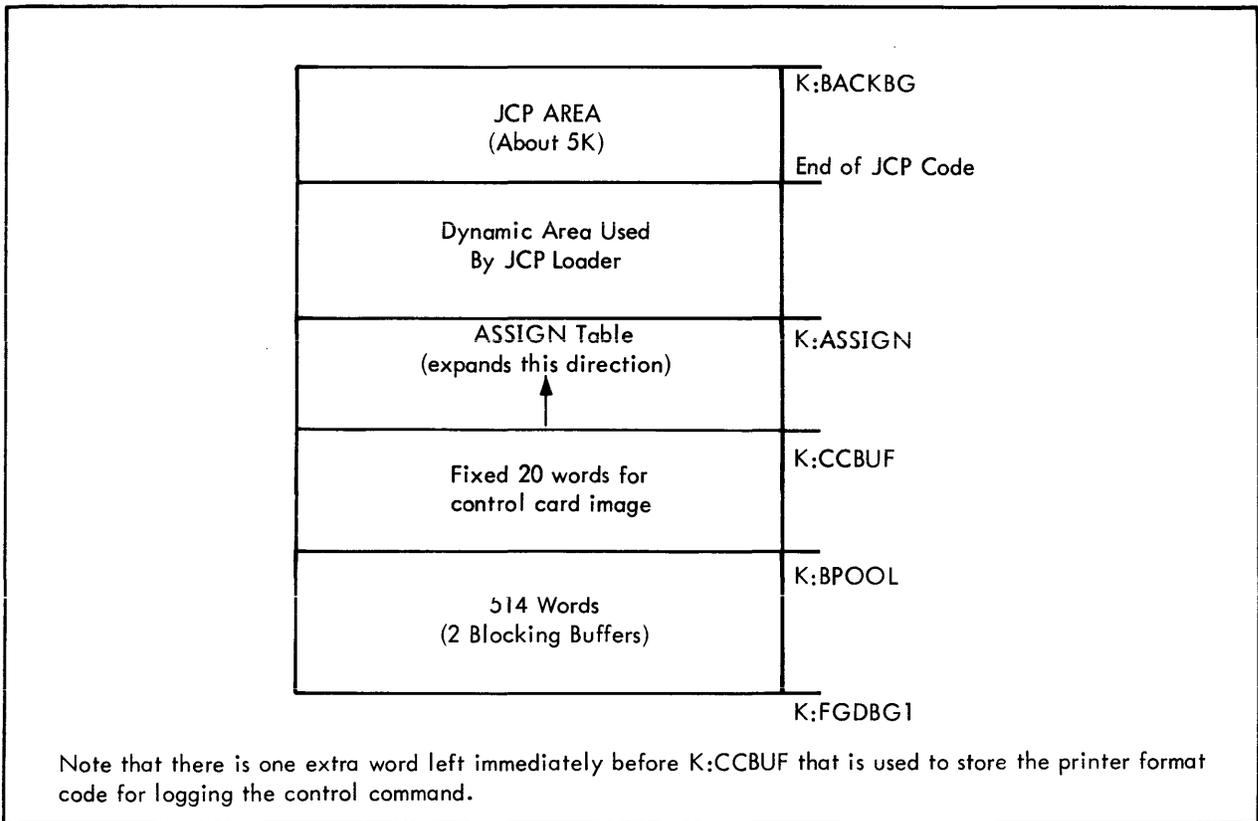 K:BACKBG
JCP AREA
(About 5K)
End of JCP Code
Dynamic Area Used
By JCP Loader
ASSIGN Table
(expands this direction)
K:ASSIGN
K:CCBUF
Fixed 20 words for
control card image
K:BPOOL
514 Words
(2 Blocking Buffers)
K:FGDBG1
Note that there is one extra word left immediately before K:CCBUF that is used to store the printer format
code for logging the control command.